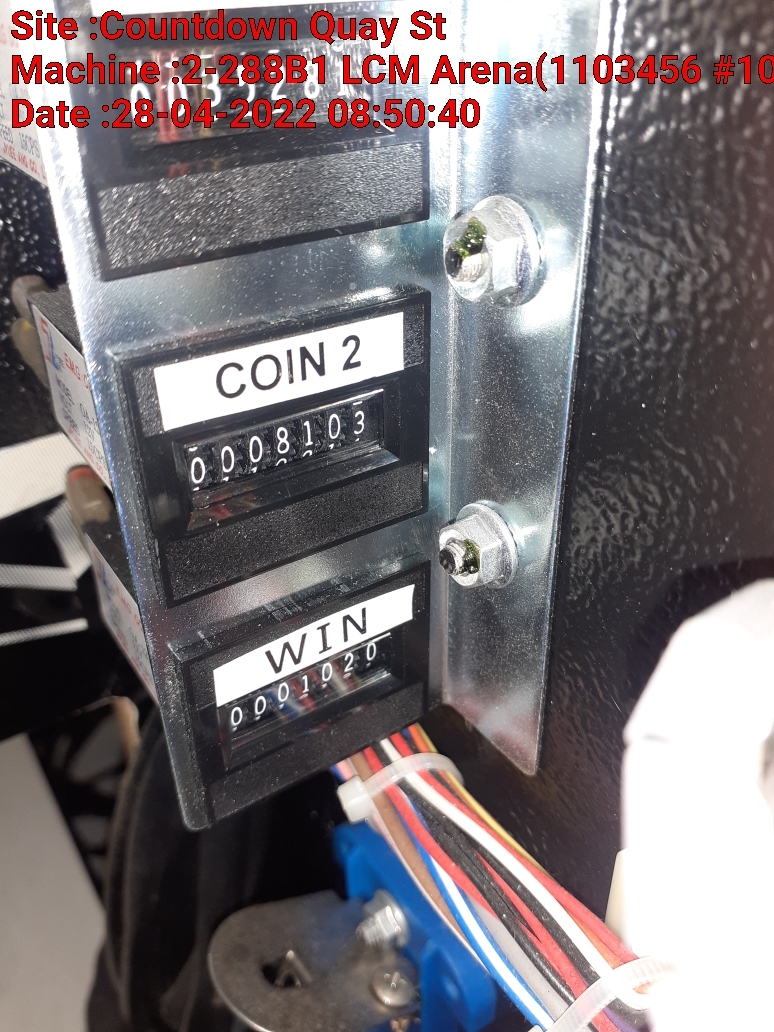 Site :Countdown Quay St
Machine :2-288B1 LCM Arena(1103456 #10
Date :28-04-2022 08:50:40
COIN 2
0008103
WIN
0001020